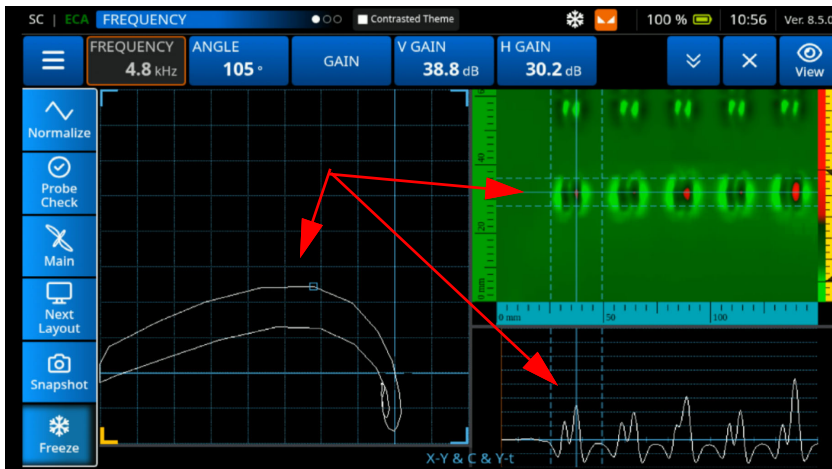 SC | ECA FREQUENCY Contrasted Theme 100 % 10:56 Ver. 8.5.0
FREQUENCY ANGLE GAIN V GAIN H GAIN
4.8 kHz 105 ° 38.8 dB 30.2 dB View
Normalize
Probe
Check
Main
Next
Layout
Snapshot
Freeze
40
20
0 mm
0 mm 50 100
X-Y & C & Y-t